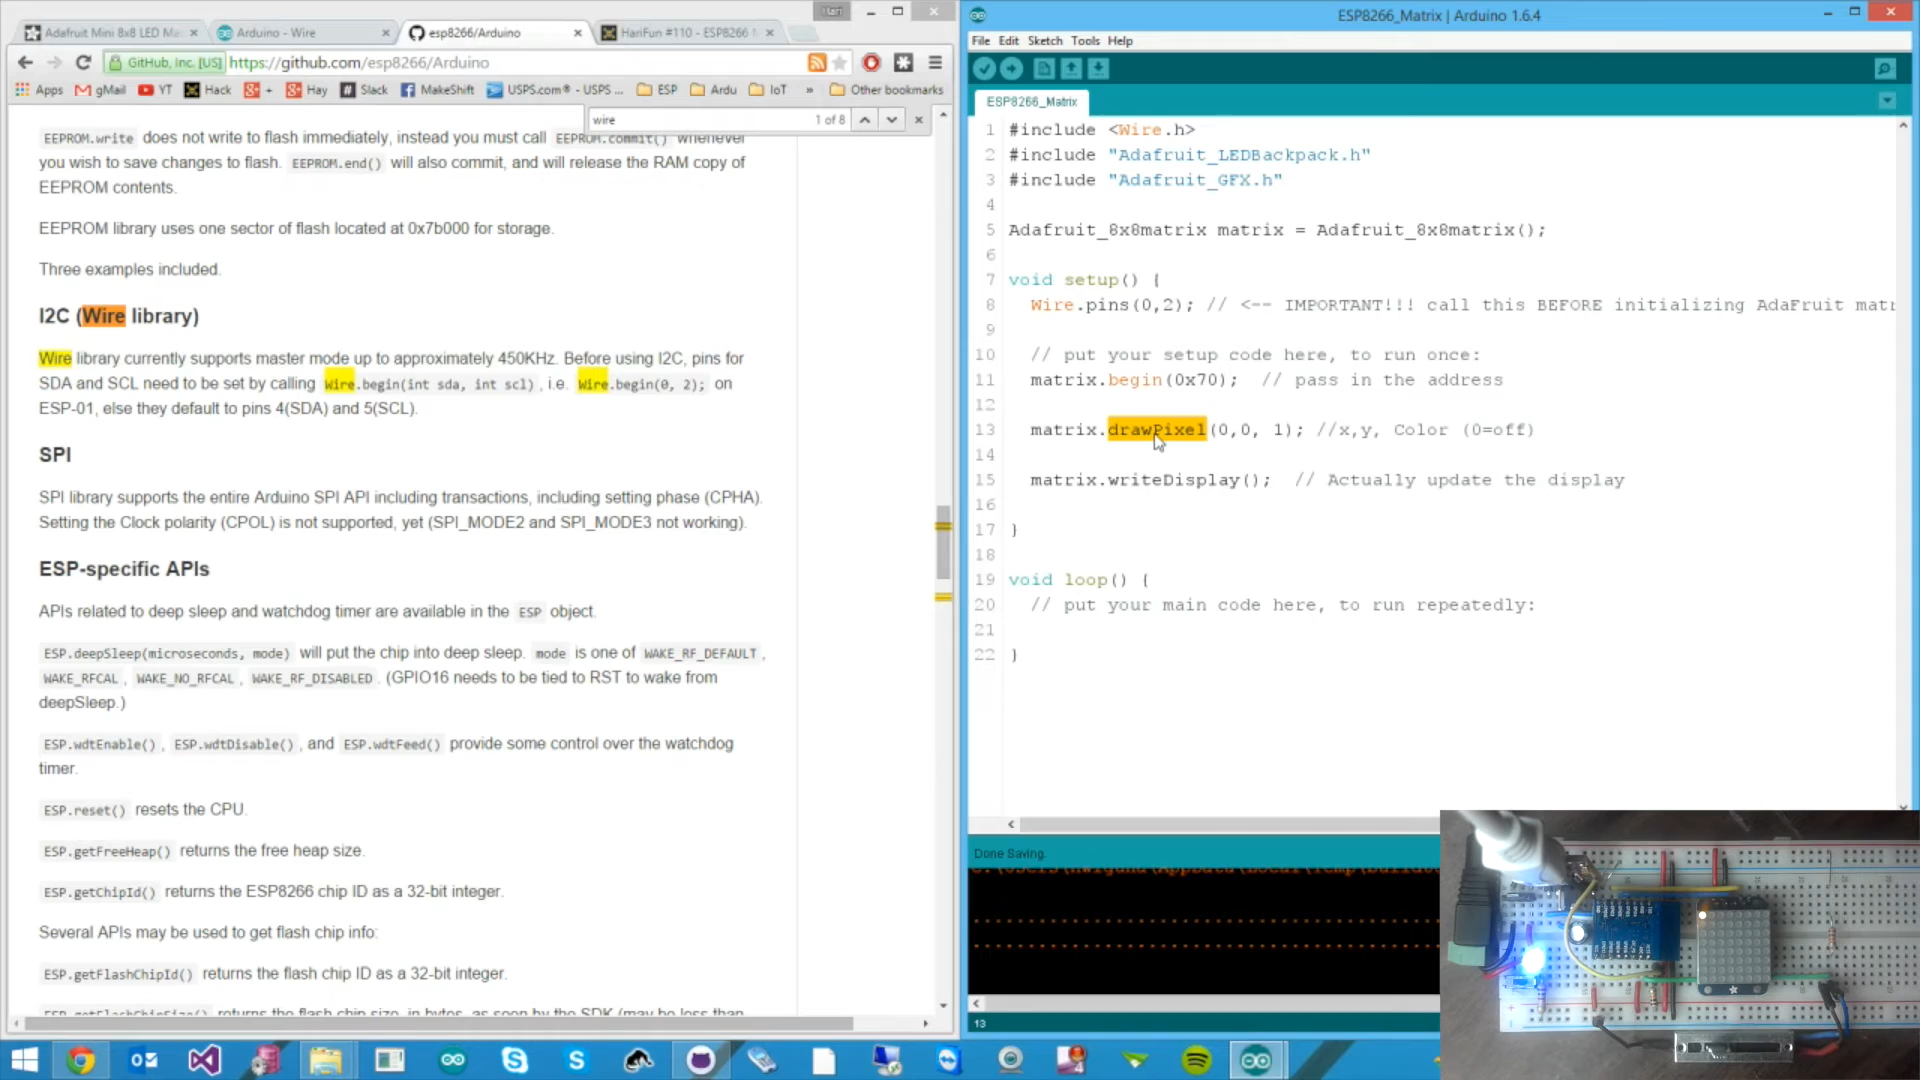 Hari
Adafruit Mini 8x8 LED Ma
Arduino - Wire
esp8266/Arduino
HariFun #110 - ESP8266
GitHub, Inc. [US]
https://github.com/esp8266/Arduino
Apps
gMail
YT
Hack
+
Hay
Slack
MakeShift
USPS.com® - USPS ...
ESP
Ardu
IoT
»
Other bookmarks
wire
1 of 8
EEPROM.write does not write to flash immediately, instead you must call EEPROM.commit() whenever
you wish to save changes to flash. EEPROM.end() will also commit, and will release the RAM copy of
EEPROM contents.
EEPROM library uses one sector of flash located at 0x7b000 for storage.
Three examples included.
I2C (Wire library)
Wire library currently supports master mode up to approximately 450KHz. Before using I2C, pins for
SDA and SCL need to be set by calling Wire.begin(int sda, int scl) , i.e. Wire.begin(0, 2); on
ESP-01, else they default to pins 4(SDA) and 5(SCL).
SPI
SPI library supports the entire Arduino SPI API including transactions, including setting phase (CPHA).
Setting the Clock polarity (CPOL) is not supported, yet (SPI_MODE2 and SPI_MODE3 not working).
ESP-specific APIs
APIs related to deep sleep and watchdog timer are available in the ESP object.
ESP.deepSleep(microseconds, mode) will put the chip into deep sleep. mode is one of WAKE_RF_DEFAULT ,
WAKE_RFCAL , WAKE_NO_RFCAL , WAKE_RF_DISABLED . (GPIO16 needs to be tied to RST to wake from
deepSleep.)
ESP.wdtEnable() , ESP.wdtDisable() , and ESP.wdtFeed() provide some control over the watchdog
timer.
ESP.reset() resets the CPU.
ESP.getFreeHeap() returns the free heap size.
ESP.getChipId() returns the ESP8266 chip ID as a 32-bit integer.
Several APIs may be used to get flash chip info:
ESP.getFlashChipId() returns the flash chip ID as a 32-bit integer.
ESP.getFlashChipSize() returns the flash chip size, in bytes, as seen by the SDK (may be less than
ESP8266_Matrix | Arduino 1.6.4
File Edit Sketch Tools Help
ESP8266_Matrix
1 #include <Wire.h>
2 #include "Adafruit_LEDBackpack.h"
3 #include "Adafruit_GFX.h"
4
5 Adafruit_8x8matrix matrix = Adafruit_8x8matrix();
6
7 void setup() {
8 Wire.pins(0,2); // <-- IMPORTANT!!! call this BEFORE initializing AdaFruit matr
9
10 // put your setup code here, to run once:
11 matrix.begin(0x70); // pass in the address
12
13 matrix.drawPixel(0,0, 1); //x,y, Color (0=off)
14
15 matrix.writeDisplay(); // Actually update the display
16
17 }
18
19 void loop() {
20 // put your main code here, to run repeatedly:
21
22 }
Done Saving.
13